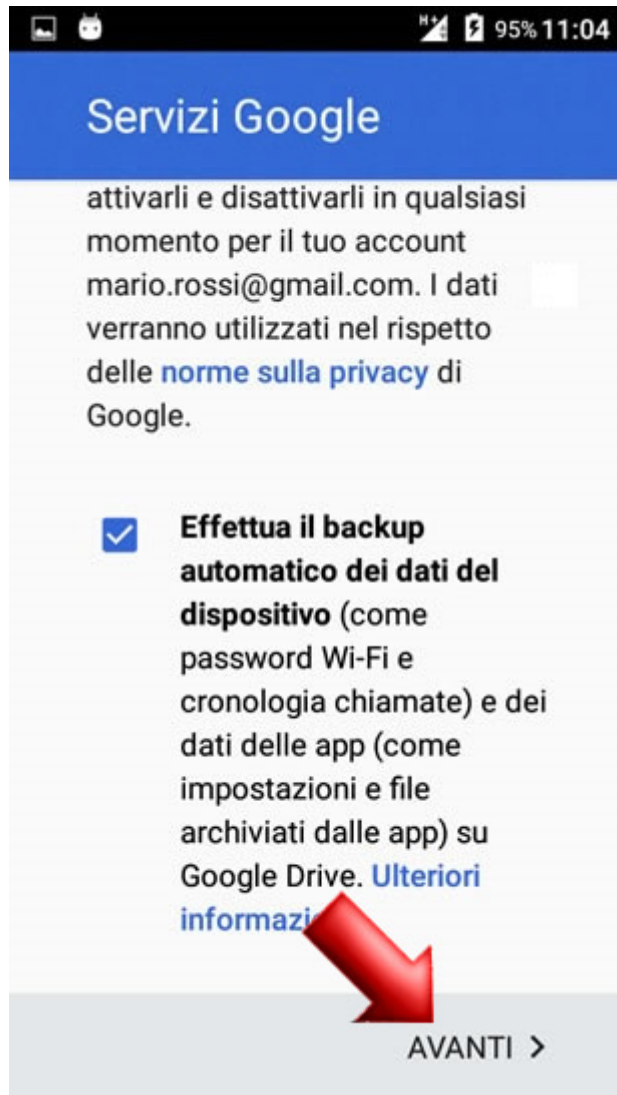 H+ 95% 11:04
Servizi Google
attivarli e disattivarli in qualsiasi
momento per il tuo account
mario.rossi@gmail.com. I dati
verranno utilizzati nel rispetto
delle norme sulla privacy di
Google.
Effettua il backup
automatico dei dati del
dispositivo (come
password Wi-Fi e
cronologia chiamate) e dei
dati delle app (come
impostazioni e file
archiviati dalle app) su
Google Drive. Ulteriori
AVANTI >